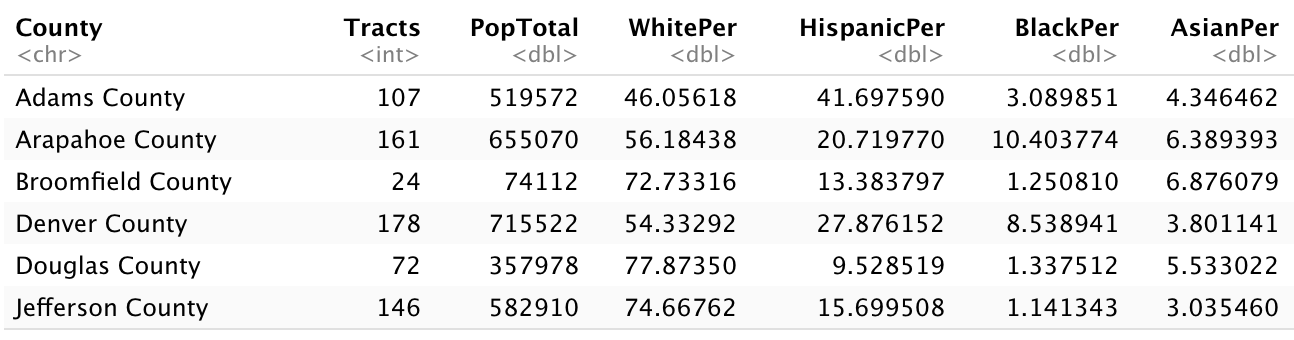 County Tracts PopTotal WhitePer HispanicPer BlackPer AsianPer
<chr> <int> <dbl> <dbl> <dbl> <dbl> <dbl>
Adams County 107 519572 46.05618 41.697590 3.089851 4.346462
Arapahoe County 161 655070 56.18438 20.719770 10.403774 6.389393
Broomfield County 24 74112 72.73316 13.383797 1.250810 6.876079
Denver County 178 715522 54.33292 27.876152 8.538941 3.801141
Douglas County 72 357978 77.87350 9.528519 1.337512 5.533022
Jefferson County 146 582910 74.66762 15.699508 1.141343 3.035460